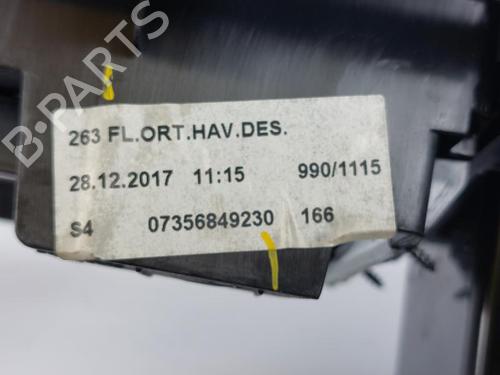 B-PARTS
263 FL.ORT.HAV.DES.
28.12.2017 11:15 990/1115
S4 07356849230 166